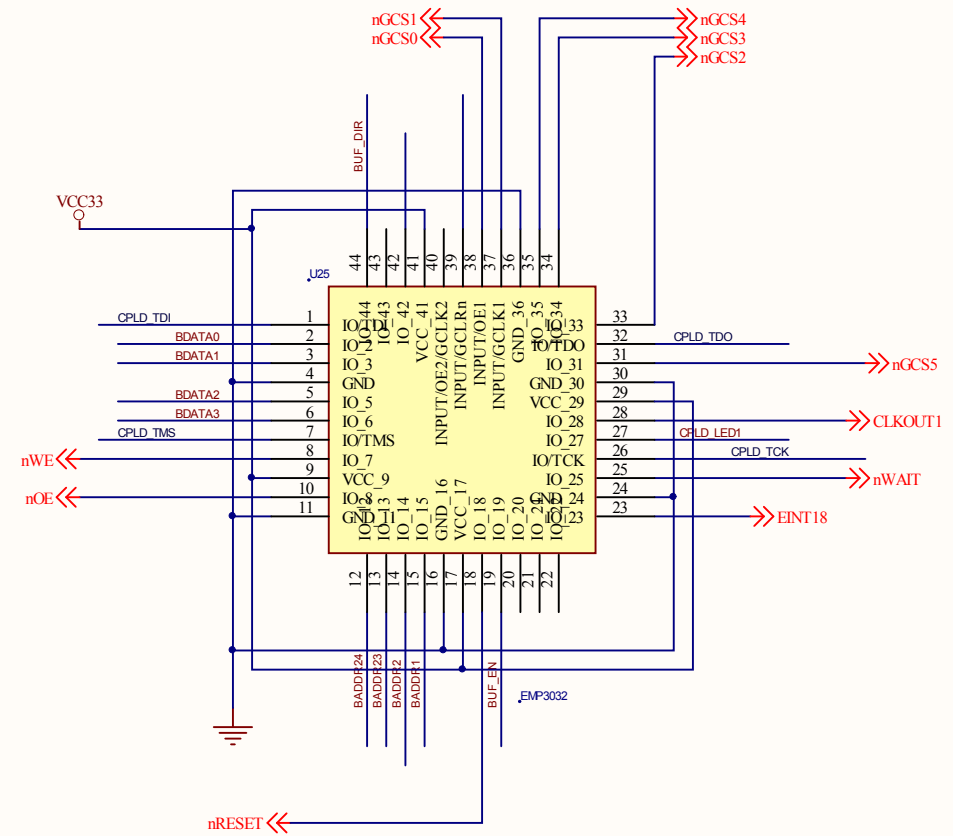 nGCS1
nGCS0
nGCS4
nGCS3
nGCS2
BUF_DIR
VCC33
U25
44
43
42
41
40
39
38
37
36
35
34
IO_44
IO_43
IO_42
VCC_41
INPUT/OE2/GCLK2
INPUT/GCLRn
INPUT/OE1
INPUT/GCLK1
GND_36
IO_35
IO_34
CPLD_TDI 1 IO/TDI
BDATA0 2 IO_2
BDATA1 3 IO_3
4 GND
BDATA2 5 IO_5
BDATA3 6 IO_6
CPLD_TMS 7 IO/TMS
nWE 8 IO_7
9 VCC_9
nOE 10 IO_8
11 GND_11
IO_33 33
IO/TDO 32 CPLD_TDO
IO_31 31 nGCS5
GND_30 30
VCC_29 29
IO_28 28 CLKOUT1
IO_27 27 CPLD_LED1
IO/TCK 26 CPLD_TCK
IO_25 25 nWAIT
GND_24 24
IO_23 23 EINT18
IO_12
IO_13
IO_14
IO_15
GND_16
VCC_17
IO_18
IO_19
IO_20
IO_21
12
13
14
15
16
17
18
19
20
21
22
BADDR24
BADDR23
BADDR2
BADDR1
BUF_EN
EMP3032
nRESET